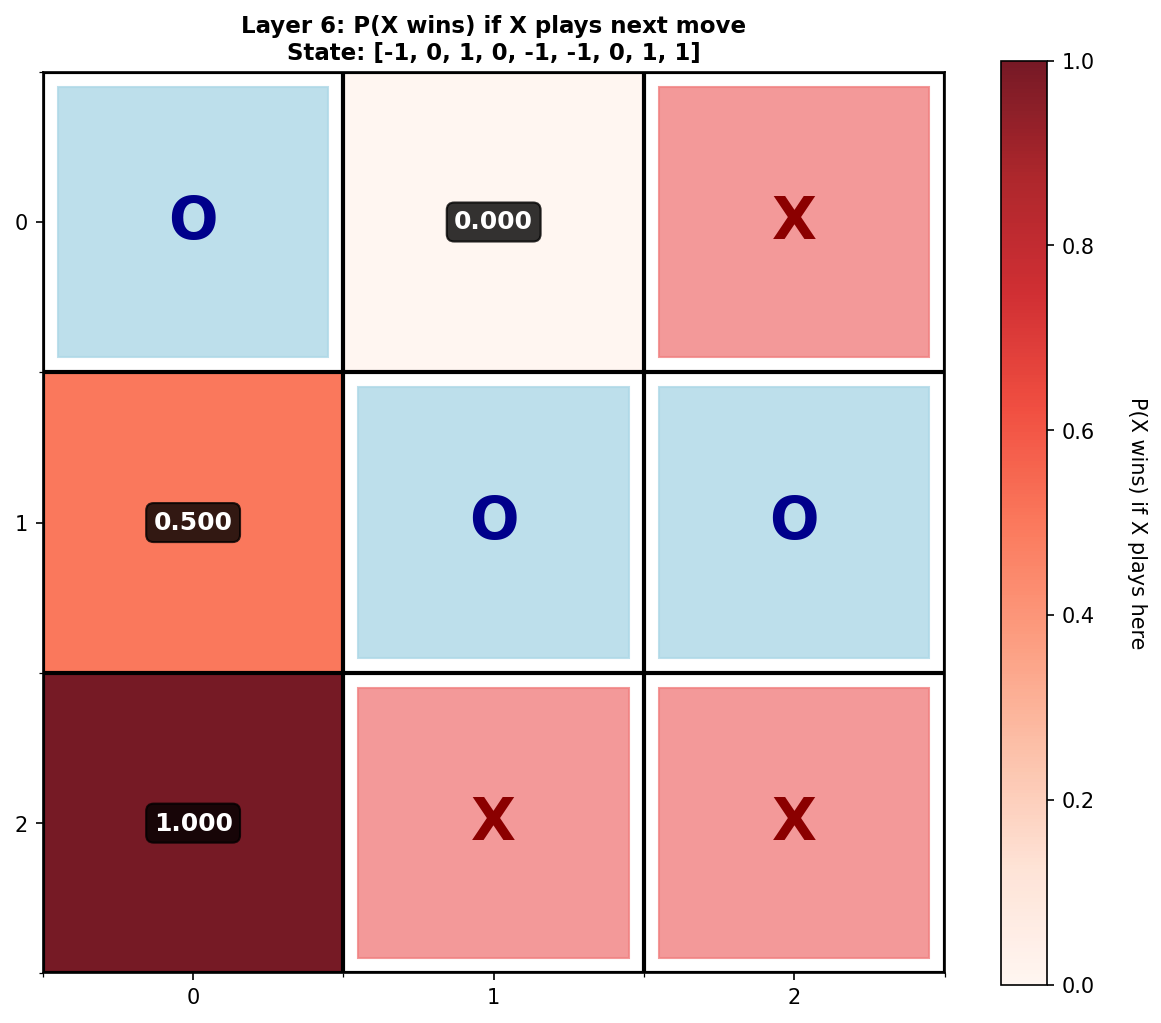 Layer 6: P(X wins) if X plays next move
State: [-1, 0, 1, 0, -1, -1, 0, 1, 1]
O 0.000 X
0.500 O O
1.000 X X
0
1
2
0 1 2
1.0
0.8
0.6
0.4
0.2
0.0
P(X wins) if X plays here